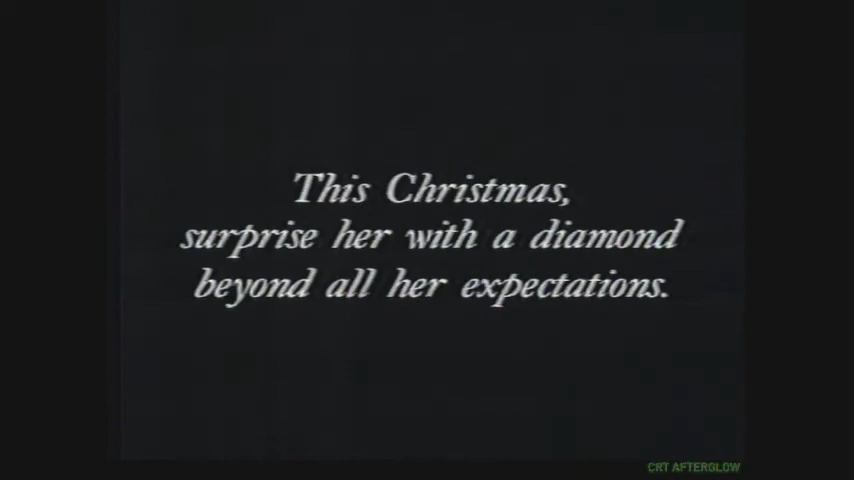 This Christmas,
surprise her with a diamond
beyond all her expectations.
CRT AFTERGLOW